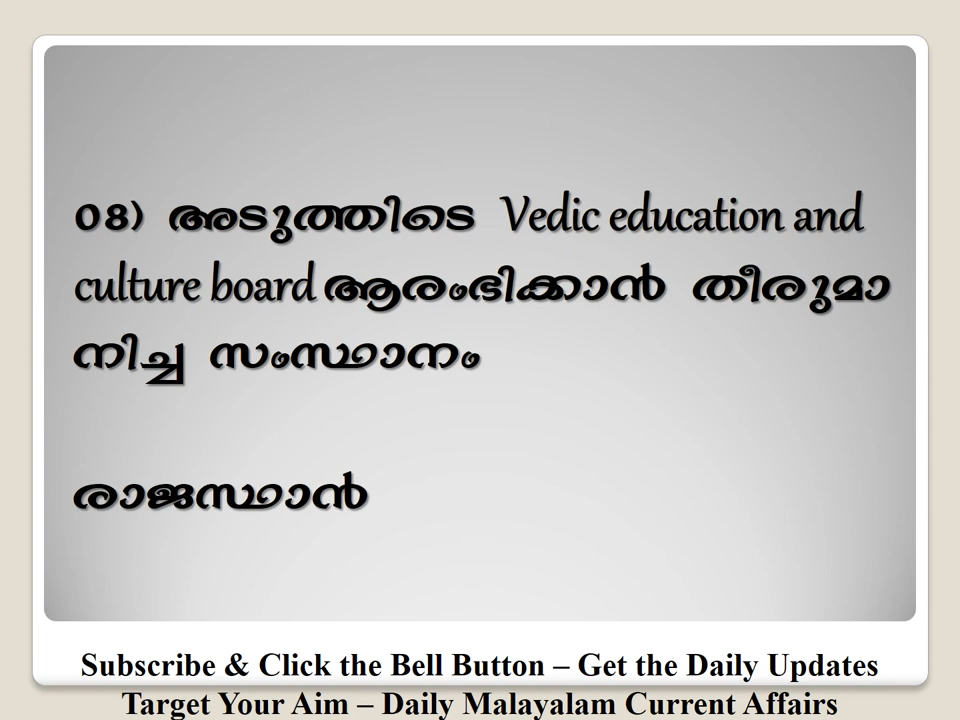 08) അടുത്തിടെ Vedic education and
culture board ആരംഭിക്കാൻ തീരുമാ
നിച്ച സംസ്ഥാനം
രാജസ്ഥാൻ
Subscribe & Click the Bell Button – Get the Daily Updates
Target Your Aim – Daily Malayalam Current Affairs